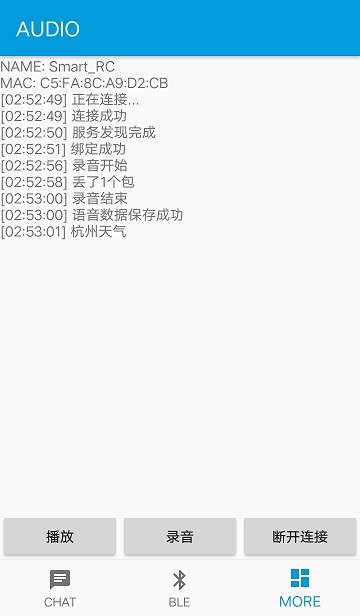 AUDIO
NAME: Smart_RC
MAC: C5:FA:8C:A9:D2:CB
[02:52:49] 正在连接...
[02:52:49] 连接成功
[02:52:50] 服务发现完成
[02:52:51] 绑定成功
[02:52:56] 录音开始
[02:52:58] 丢了1个包
[02:53:00] 录音结束
[02:53:00] 语音数据保存成功
[02:53:01] 杭州天气
播放 录音 断开连接
CHAT BLE MORE